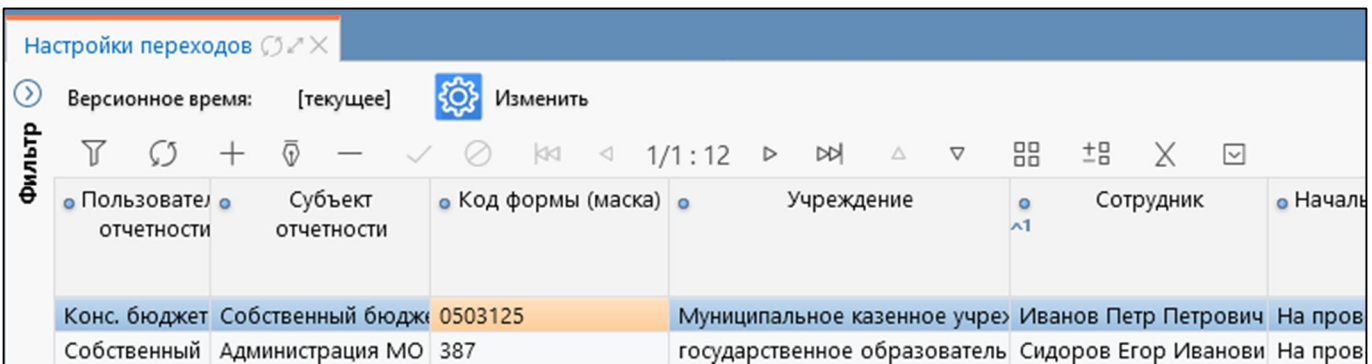 Настройки переходов
Версионное время: [текущее] Изменить
Фильтр
1/1 : 12
Пользовател Субъект Код формы (маска) Учреждение Сотрудник Началь
отчетности отчетности
^1
Конс. бюджет Собственный бюдже 0503125 Муниципальное казенное учре Иванов Петр Петрович На пров
Собственный Администрация МО 387 государственное образователь Сидоров Егор Иванови На пров